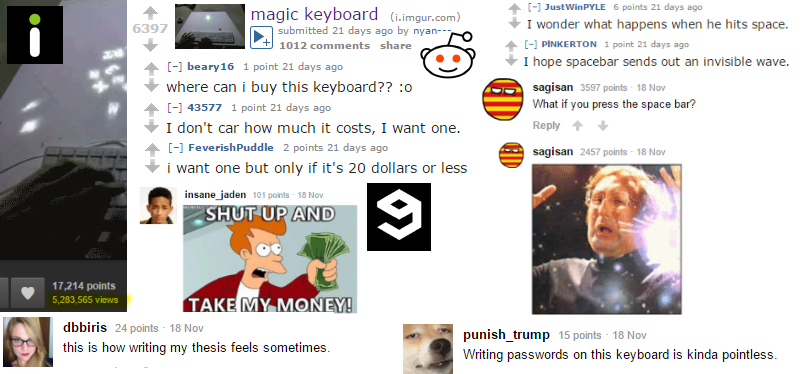 magic keyboard (i.imgur.com)
6397
submitted 21 days ago by nyan---
1012 comments share
[-] beary16 1 point 21 days ago
where can i buy this keyboard?? :o
[-] 43577 1 point 21 days ago
I don't car how much it costs, I want one.
[-] FeverishPuddle 2 points 21 days ago
i want one but only if it's 20 dollars or less
insane_jaden 101 points · 18 Nov
SHUT UP AND
TAKE MY MONEY!
17,214 points
5,283,565 views
[-] JustWinPYLE 6 points 21 days ago
I wonder what happens when he hits space.
[-] PINKERTON 1 point 21 days ago
I hope spacebar sends out an invisible wave.
sagisan 3597 points · 18 Nov
What if you press the space bar?
Reply
sagisan 2457 points · 18 Nov
9
dbbiris 24 points · 18 Nov
this is how writing my thesis feels sometimes.
punish_trump 15 points · 18 Nov
Writing passwords on this keyboard is kinda pointless.